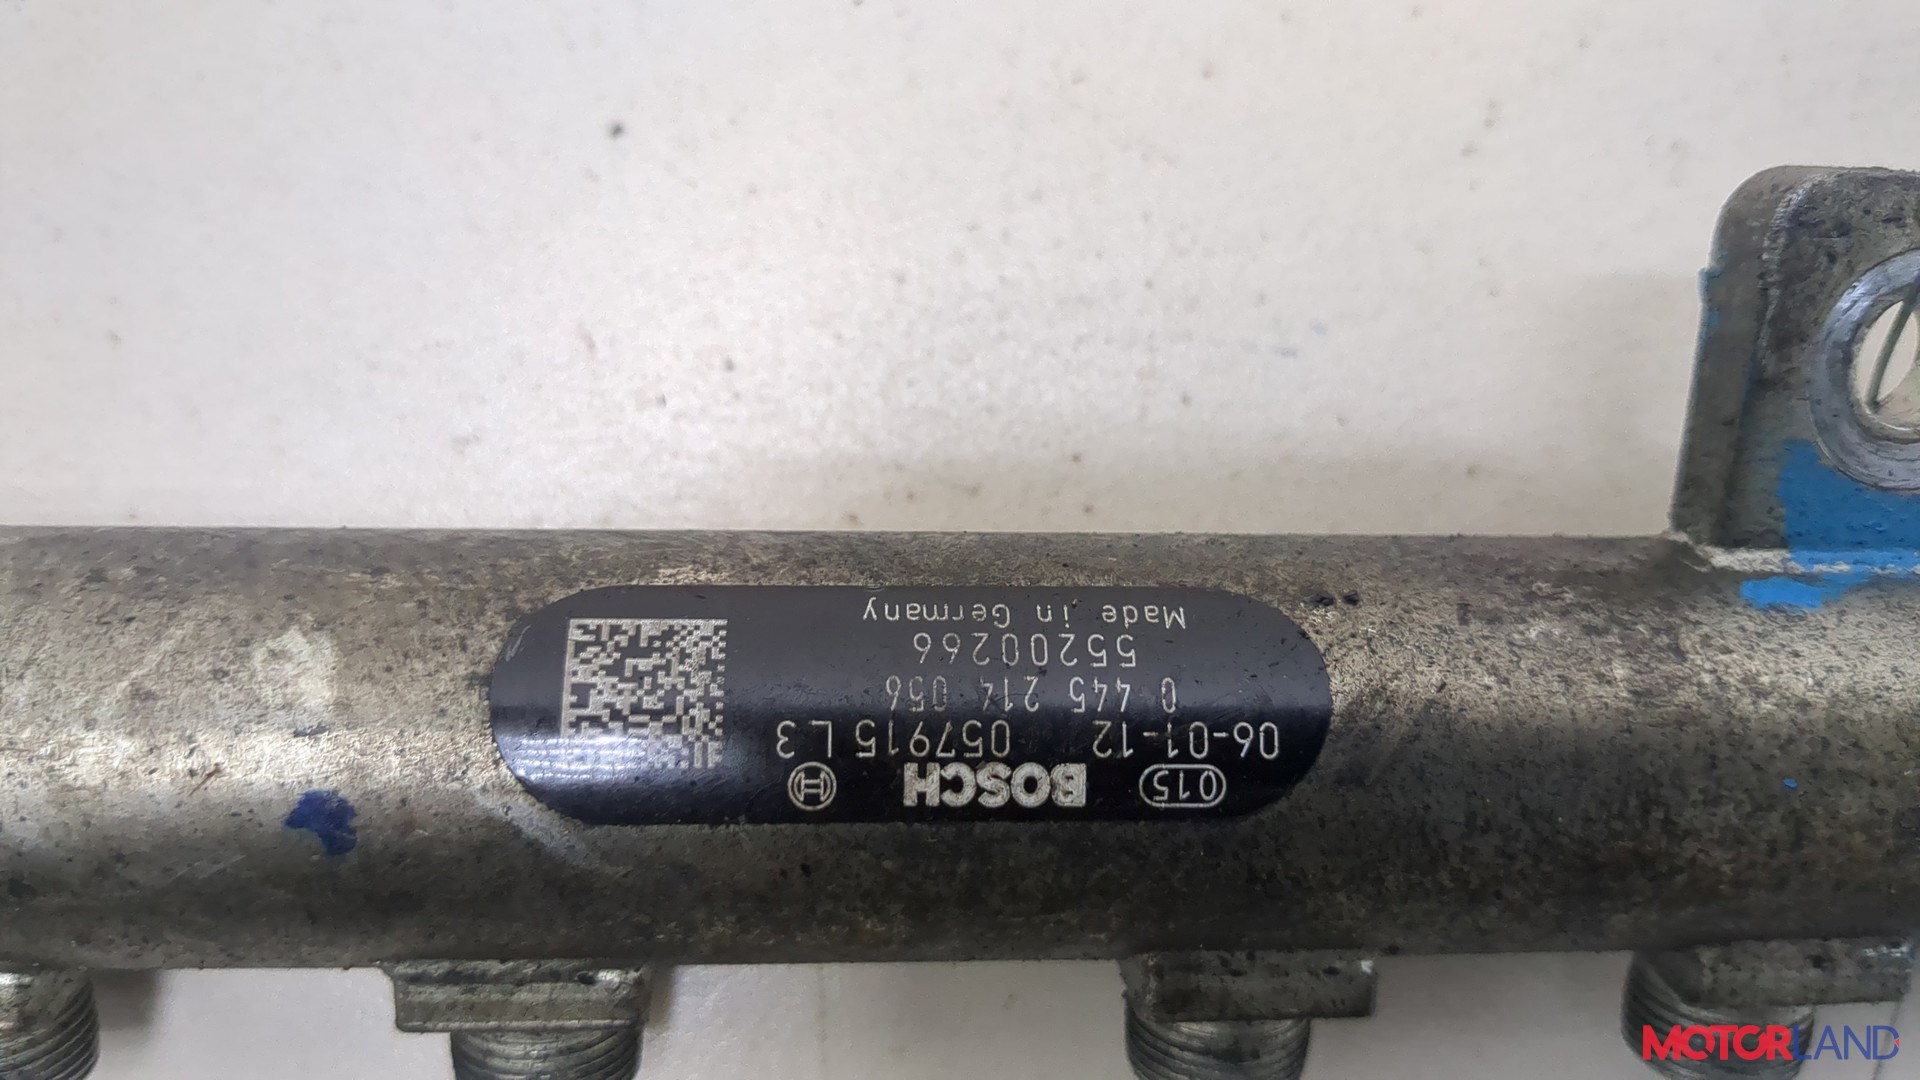 015 BOSCH
06-01-12 057915 L3
0 445 214 056
55200266
Made in Germany
MOTORLAND